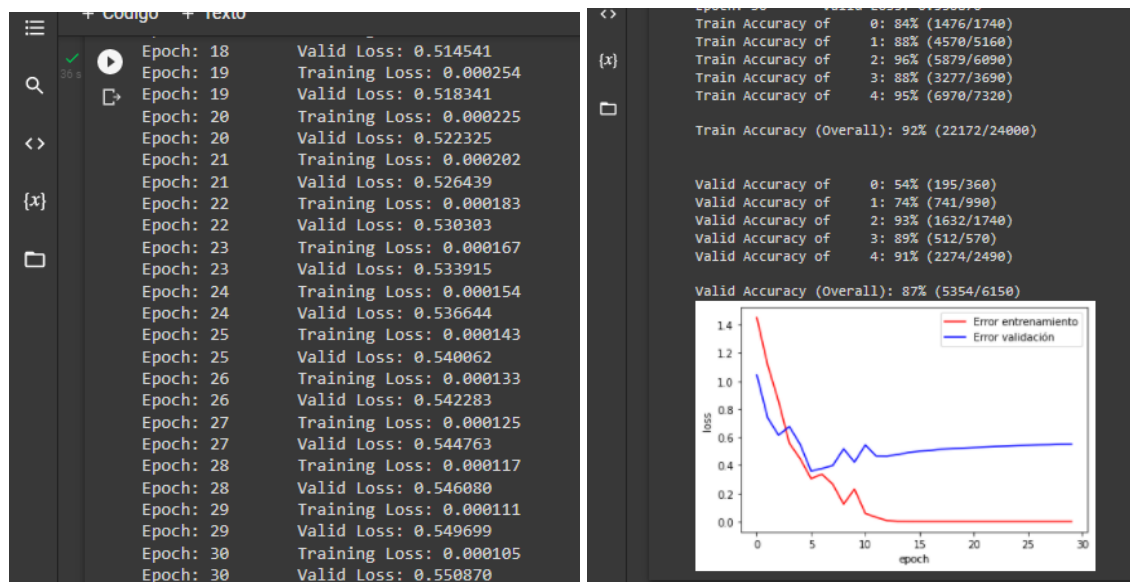 + Código + Texto
36 s
Epoch: 18 Valid Loss: 0.514541
Epoch: 19 Training Loss: 0.000254
Epoch: 19 Valid Loss: 0.518341
Epoch: 20 Training Loss: 0.000225
Epoch: 20 Valid Loss: 0.522325
Epoch: 21 Training Loss: 0.000202
Epoch: 21 Valid Loss: 0.526439
Epoch: 22 Training Loss: 0.000183
Epoch: 22 Valid Loss: 0.530303
Epoch: 23 Training Loss: 0.000167
Epoch: 23 Valid Loss: 0.533915
Epoch: 24 Training Loss: 0.000154
Epoch: 24 Valid Loss: 0.536644
Epoch: 25 Training Loss: 0.000143
Epoch: 25 Valid Loss: 0.540062
Epoch: 26 Training Loss: 0.000133
Epoch: 26 Valid Loss: 0.542283
Epoch: 27 Training Loss: 0.000125
Epoch: 27 Valid Loss: 0.544763
Epoch: 28 Training Loss: 0.000117
Epoch: 28 Valid Loss: 0.546080
Epoch: 29 Training Loss: 0.000111
Epoch: 29 Valid Loss: 0.549699
Epoch: 30 Training Loss: 0.000105
Epoch: 30 Valid Loss: 0.550870
{x}
Epoch: 30 Valid Loss: 0.550870
Train Accuracy of 0: 84% (1476/1740)
Train Accuracy of 1: 88% (4570/5160)
Train Accuracy of 2: 96% (5879/6090)
Train Accuracy of 3: 88% (3277/3690)
Train Accuracy of 4: 95% (6970/7320)
Train Accuracy (Overall): 92% (22172/24000)
Valid Accuracy of 0: 54% (195/360)
Valid Accuracy of 1: 74% (741/990)
Valid Accuracy of 2: 93% (1632/1740)
Valid Accuracy of 3: 89% (512/570)
Valid Accuracy of 4: 91% (2274/2490)
Valid Accuracy (Overall): 87% (5354/6150)
{x}
Error entrenamiento
Error validación
1.4
1.2
1.0
0.8
0.6
0.4
0.2
0.0
loss
0 5 10 15 20 25 30
epoch